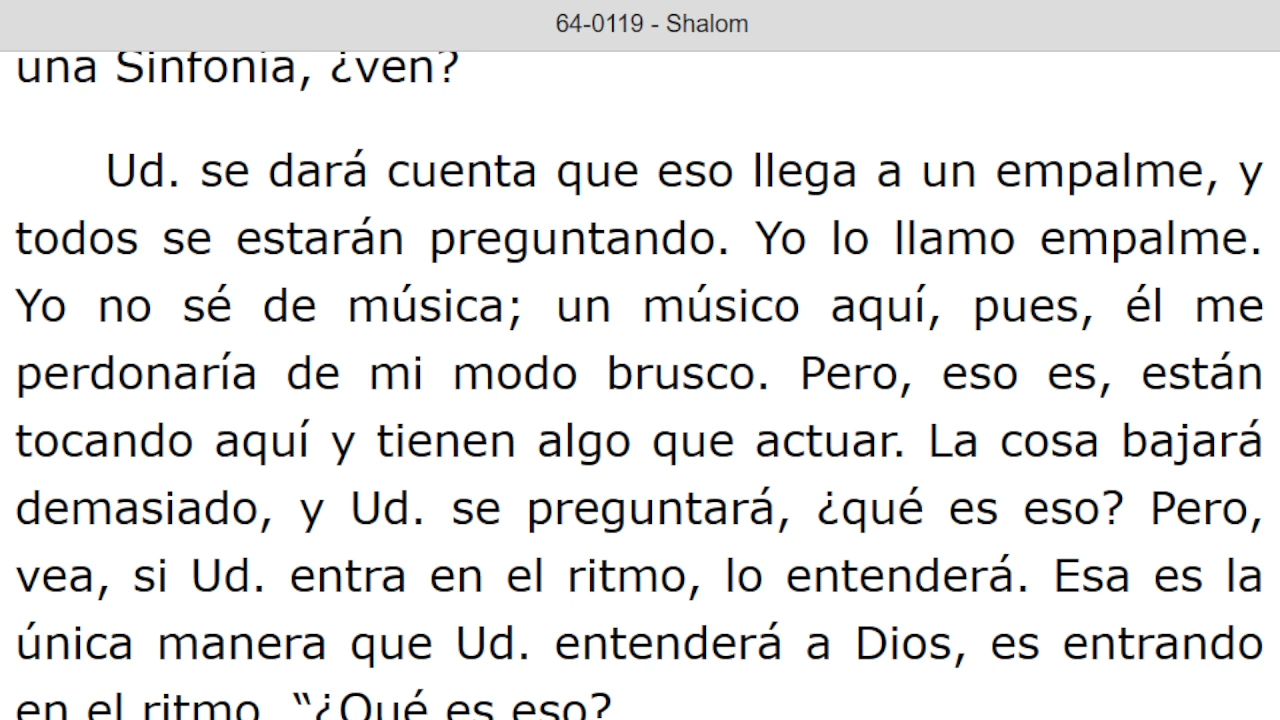 64-0119 - Shalom
una Sinfonía, ¿ven?
Ud. se dará cuenta que eso llega a un empalme, y
todos se estarán preguntando. Yo lo llamo empalme.
Yo no sé de música; un músico aquí, pues, él me
perdonaría de mi modo brusco. Pero, eso es, están
tocando aquí y tienen algo que actuar. La cosa bajará
demasiado, y Ud. se preguntará, ¿qué es eso? Pero,
vea, si Ud. entra en el ritmo, lo entenderá. Esa es la
única manera que Ud. entenderá a Dios, es entrando
en el ritmo. “¿Qué es eso?